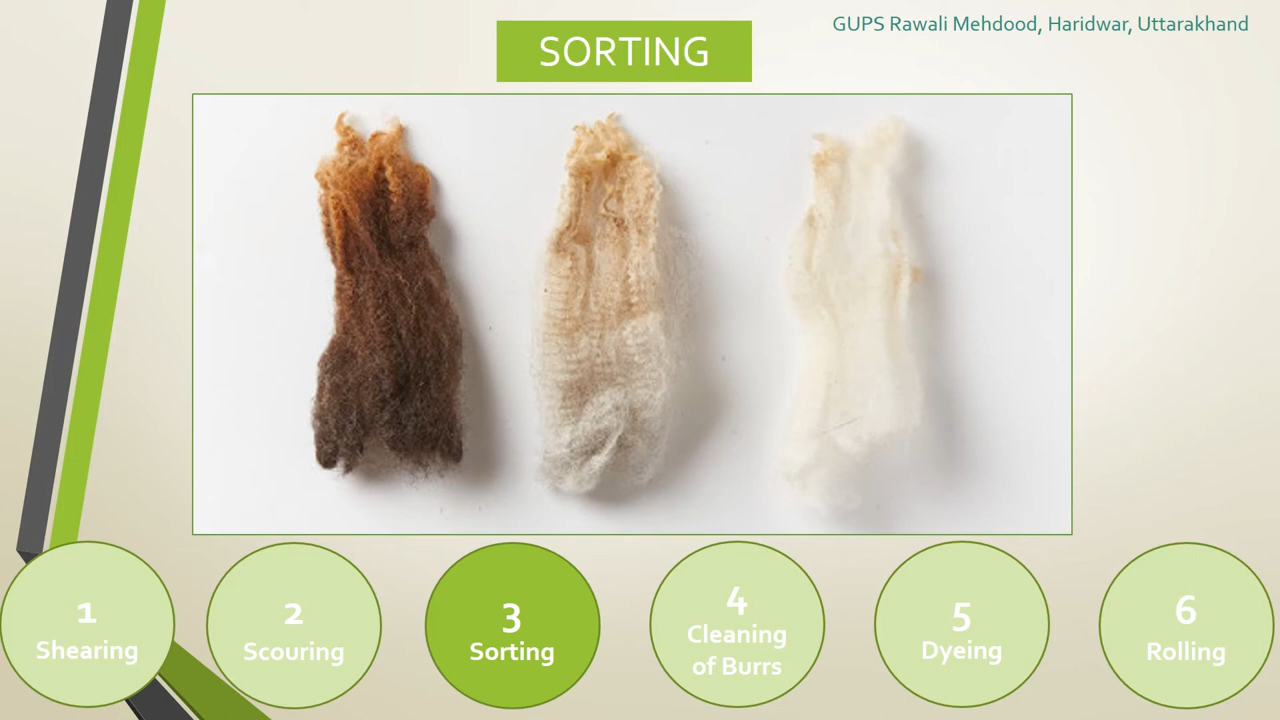 GUPS Rawali Mehdood, Haridwar, Uttarakhand
SORTING
1
Shearing
2
Scouring
3
Sorting
4
Cleaning
of Burrs
5
Dyeing
6
Rolling